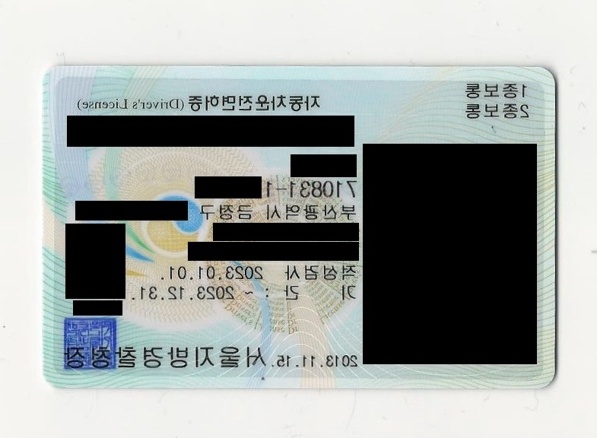 1종보통
2종보통
자동차운전면허증 (Driver's License)
710831-1
부산광역시 금정구
적성검사 2023.01.01.
기 간 : ~ 2023.12.31.
2013.11.15. 서울지방경찰청장